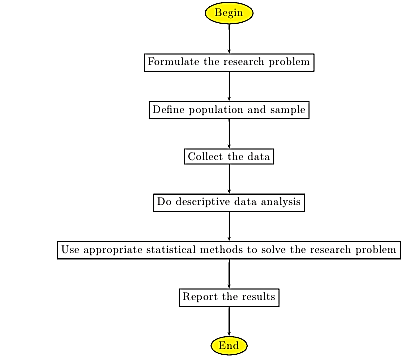 Begin
Formulate the research problem
Define population and sample
Collect the data
Do descriptive data analysis
Use appropriate statistical methods to solve the research problem
Report the results
End